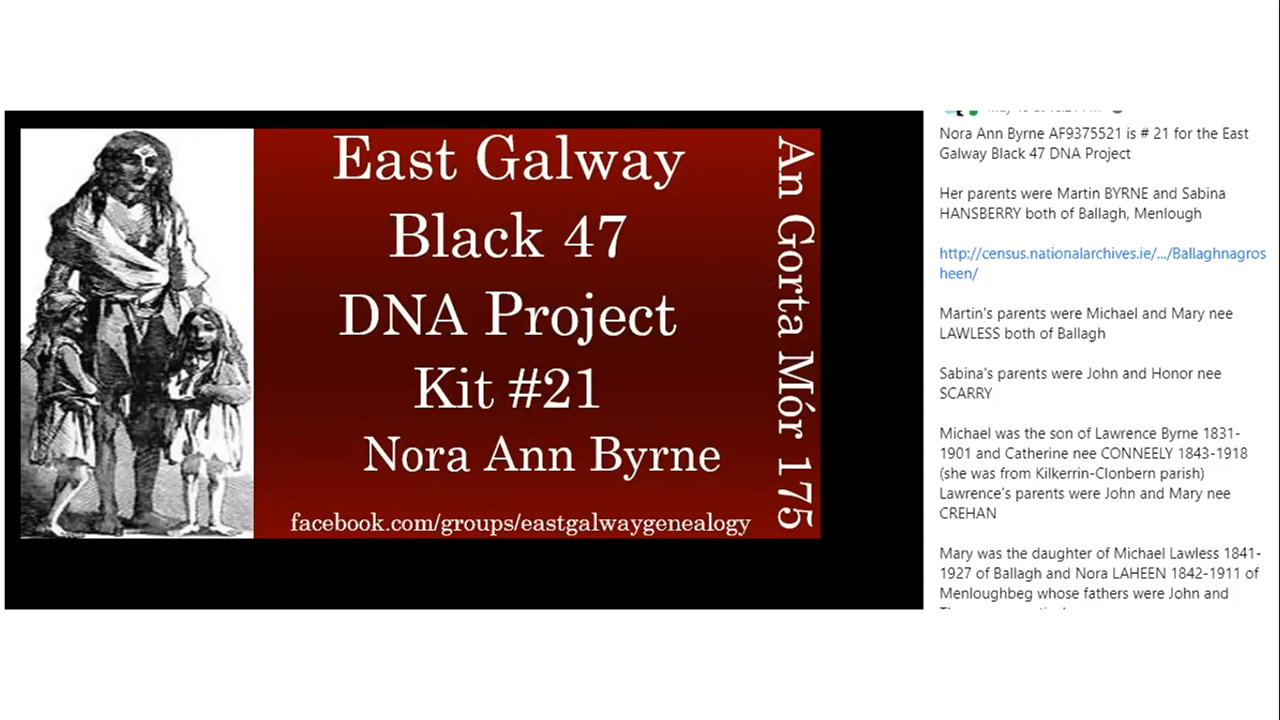 East Galway
Black 47
DNA Project
Kit #21
Nora Ann Byrne
facebook.com/groups/eastgalwaygenealogy
An Gorta Mór 175
Nora Ann Byrne AF9375521 is # 21 for the East
Galway Black 47 DNA Project
Her parents were Martin BYRNE and Sabina
HANSBERRY both of Ballagh, Menlough
http://census.nationalarchives.ie/.../Ballaghnagros
heen/
Martin's parents were Michael and Mary nee
LAWLESS both of Ballagh
Sabina's parents were John and Honor nee
SCARRY
Michael was the son of Lawrence Byrne 1831-
1901 and Catherine nee CONNEELY 1843-1918
(she was from Kilkerrin-Clonbern parish)
Lawrence's parents were John and Mary nee
CREHAN
Mary was the daughter of Michael Lawless 1841-
1927 of Ballagh and Nora LAHEEN 1842-1911 of
Menloughbeg whose fathers were John and